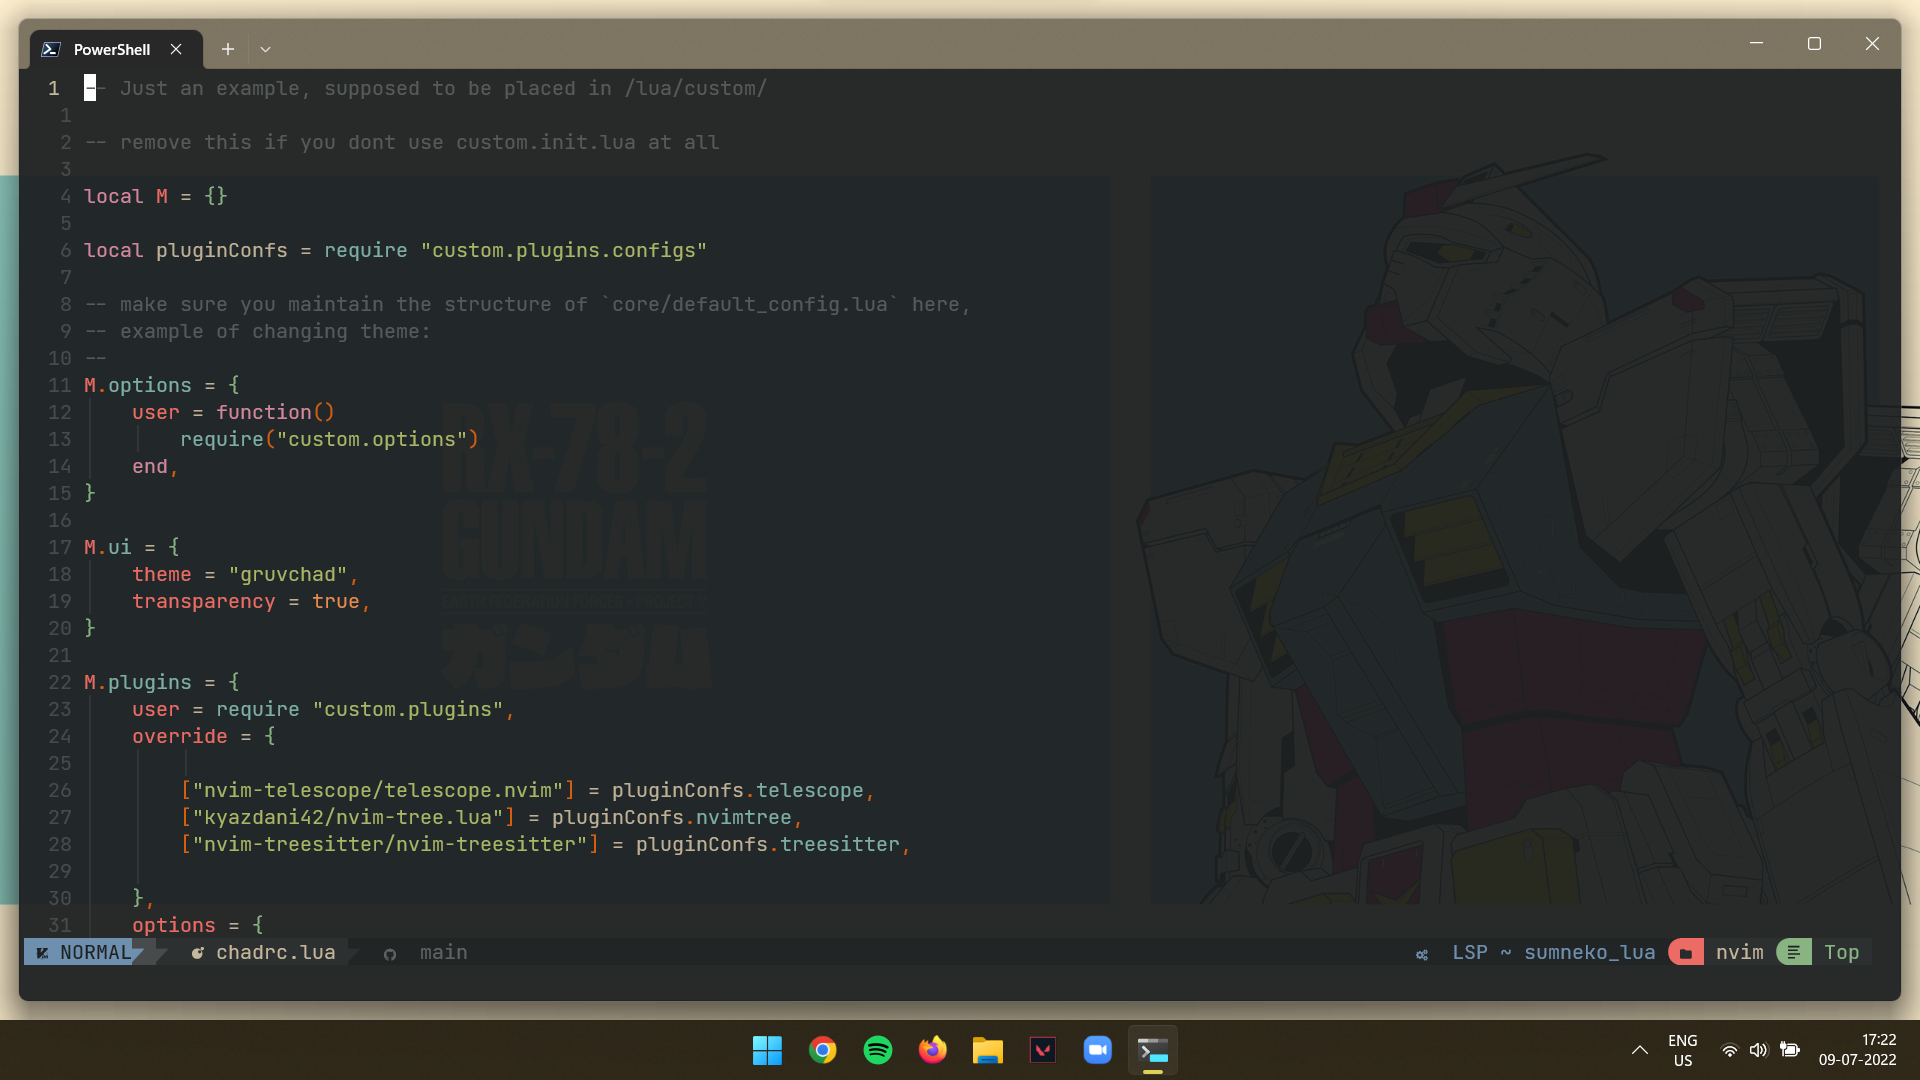 PowerShell
1 -- Just an example, supposed to be placed in /lua/custom/
1
2 -- remove this if you dont use custom.init.lua at all
3
4 local M = {}
5
6 local pluginConfs = require "custom.plugins.configs"
7
8 -- make sure you maintain the structure of `core/default_config.lua` here,
9 -- example of changing theme:
10 --
11 M.options = {
12 user = function()
13 require("custom.options")
14 end,
15 }
16
17 M.ui = {
18 theme = "gruvchad",
19 transparency = true,
20 }
21
22 M.plugins = {
23 user = require "custom.plugins",
24 override = {
25
26 ["nvim-telescope/telescope.nvim"] = pluginConfs.telescope,
27 ["kyazdani42/nvim-tree.lua"] = pluginConfs.nvimtree,
28 ["nvim-treesitter/nvim-treesitter"] = pluginConfs.treesitter,
29
30 },
31 options = {
RX-78-2
GUNDAM
ガンダム
NORMAL chadrc.lua main LSP ~ sumneko_lua nvim Top
ENG
US
17:22
09-07-2022